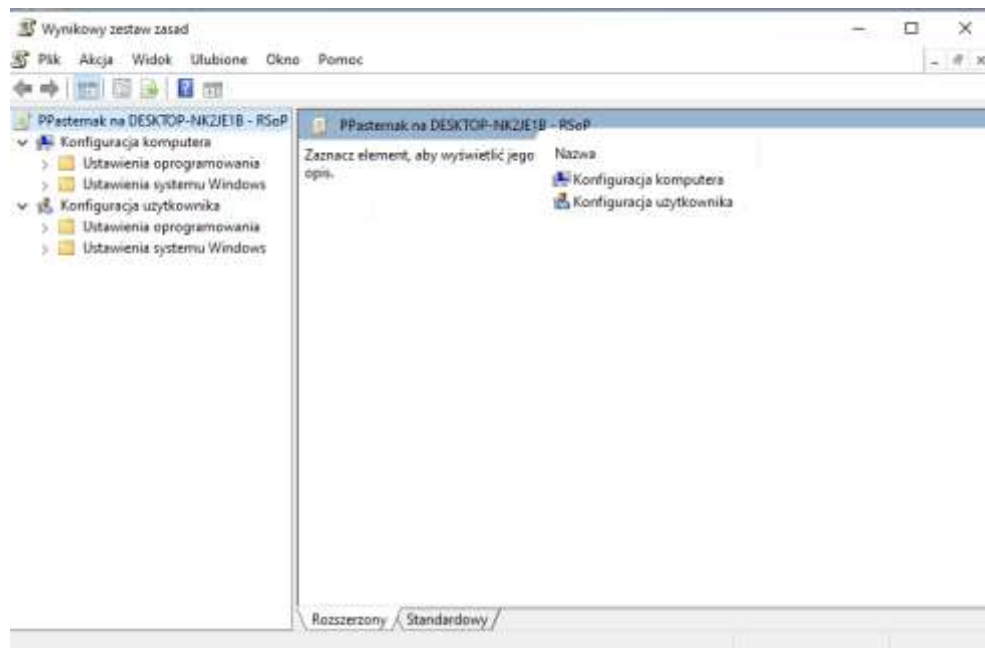 Wynikowy zestaw zasad
Plik Akcja Widok Ulubione Okno Pomoc
PPasternak na DESKTOP-NK2JE1B - RSoP
Konfiguracja komputera
Ustawienia oprogramowania
Ustawienia systemu Windows
Konfiguracja użytkownika
Ustawienia oprogramowania
Ustawienia systemu Windows
PPasternak na DESKTOP-NK2JE1B - RSoP
Zaznacz element, aby wyświetlić jego
opis.
Nazwa
Konfiguracja komputera
Konfiguracja użytkownika
Rozszerzony Standardowy